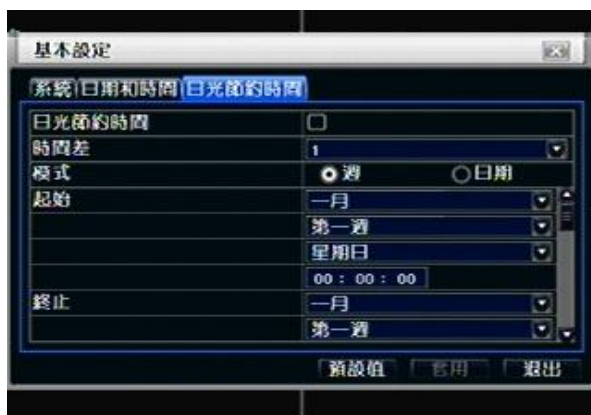 基本設定
系統 日期和時間 日光節約時間
日光節約時間
時間差 1
模式 週 日期
起始 一月
第一週
星期日
00 : 00 : 00
終止 一月
第一週
預設值 套用 退出